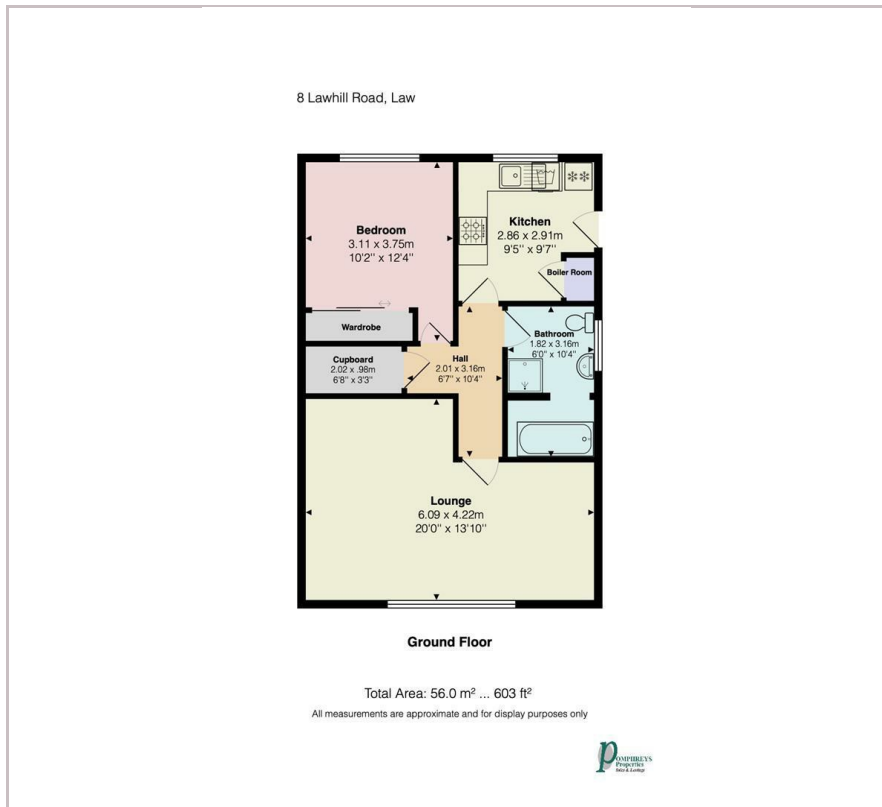 8 Lawhill Road, Law
Bedroom
3.11 x 3.75m
10'2" x 12'4"
Kitchen
2.86 x 2.91m
9'5" x 9'7"
Boiler Room
Wardrobe
Bathroom
1.82 x 3.16m
6'0" x 10'4"
Cupboard
2.02 x .98m
6'8" x 3'3"
Hall
2.01 x 3.16m
6'7" x 10'4"
Lounge
6.09 x 4.22m
20'0" x 13'10"
Ground Floor
Total Area: 56.0 m² ... 603 ft²
All measurements are approximate and for display purposes only
POMPHREYS
Properties
Sales & Lettings